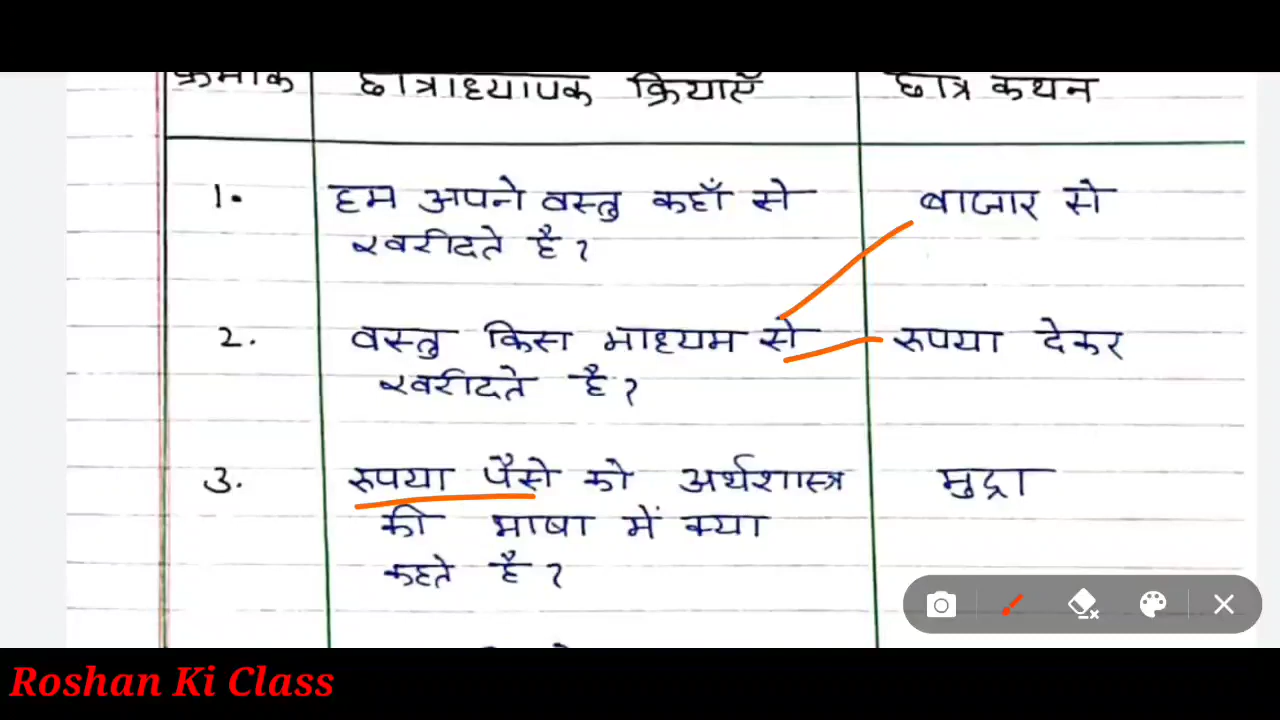 क्रमांक छात्राध्यापक क्रियाएँ छात्र कथन
1. हम अपने वस्तु कहाँ से बाजार से
खरीदते है?
2. वस्तु किस माध्यम से रूपया देकर
खरीदते है?
3. रूपया पैसे को अर्थशास्त्र मुद्रा
की भाषा में क्या
कहते है?
Roshan Ki Class